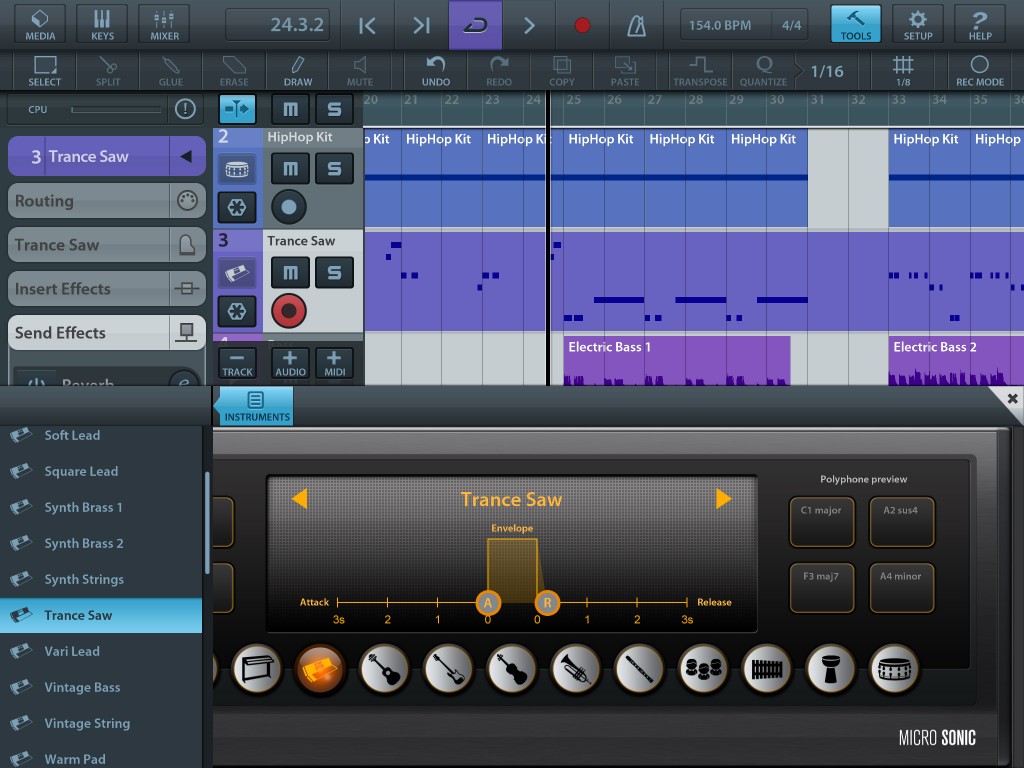 MEDIA KEYS MIXER 24.3.2 154.0 BPM 4/4 TOOLS SETUP ? HELP
SELECT SPLIT GLUE ERASE DRAW MUTE UNDO REDO COPY PASTE TRANSPOSE Q QUANTIZE 1/16 1/8 REC MODE
CPU ! M S 20 21 22 23 24 25 26 27 28 29 30 31 32 33 34 35 36
3 Trance Saw
Routing
Trance Saw
Insert Effects
Send Effects
Reverb e
2 HipHop Kit
M S
3 Trance Saw
M S
4
TRACK AUDIO MIDI
p Kit HipHop Kit HipHop Kit HipHop Kit HipHop Kit HipHop Kit HipHop Kit HipHop Kit
Electric Bass 1 Electric Bass 2
INSTRUMENTS
Soft Lead
Square Lead
Synth Brass 1
Synth Brass 2
Synth Strings
Trance Saw
Vari Lead
Vintage Bass
Vintage String
Warm Pad
Trance Saw
Envelope
Attack A R Release
3s 2 1 0 0 1 2 3s
Polyphone preview
C1 major A2 sus4
F3 maj7 A4 minor
MICRO SONIC